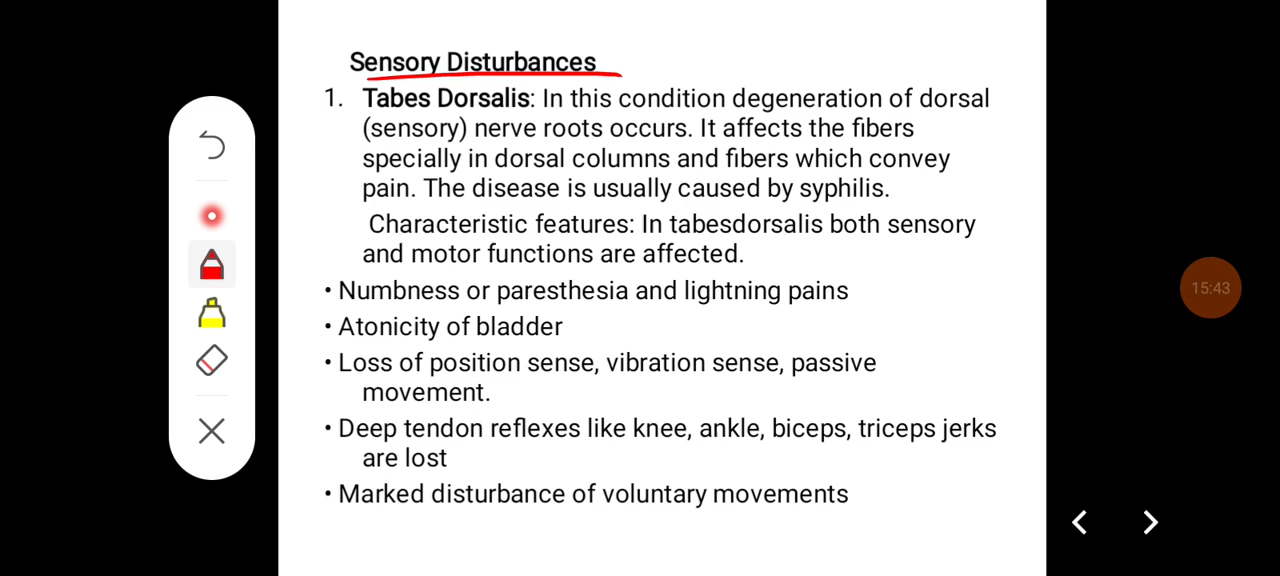 Sensory Disturbances
1. Tabes Dorsalis: In this condition degeneration of dorsal
(sensory) nerve roots occurs. It affects the fibers
specially in dorsal columns and fibers which convey
pain. The disease is usually caused by syphilis.
Characteristic features: In tabesdorsalis both sensory
and motor functions are affected.
• Numbness or paresthesia and lightning pains
• Atonicity of bladder
• Loss of position sense, vibration sense, passive
movement.
• Deep tendon reflexes like knee, ankle, biceps, triceps jerks
are lost
• Marked disturbance of voluntary movements
15:43